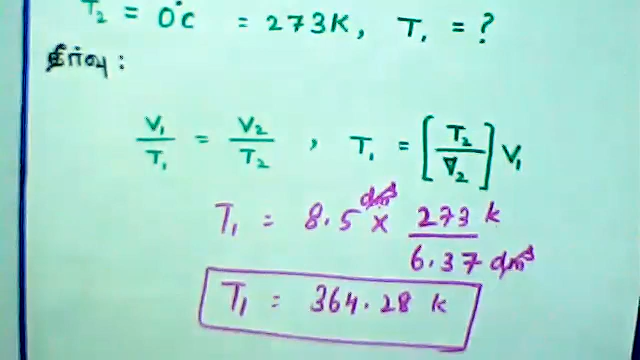 T₂ = 0°C = 273K, T₁ = ?
தீர்வு :
V₁/T₁ = V₂/T₂ , T₁ = [T₂/V₂] V₁
T₁ = 8.5 dm³ × 273 k / 6.37 dm³
T₁ = 364.28 k